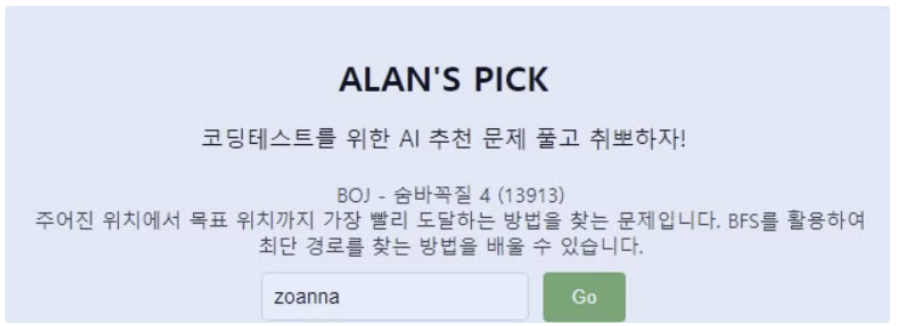 ALAN'S PICK
코딩테스트를 위한 AI 추천 문제 풀고 취뽀하자!
BOJ - 숨바꼭질 4 (13913)
주어진 위치에서 목표 위치까지 가장 빨리 도달하는 방법을 찾는 문제입니다. BFS를 활용하여
최단 경로를 찾는 방법을 배울 수 있습니다.
zoanna Go